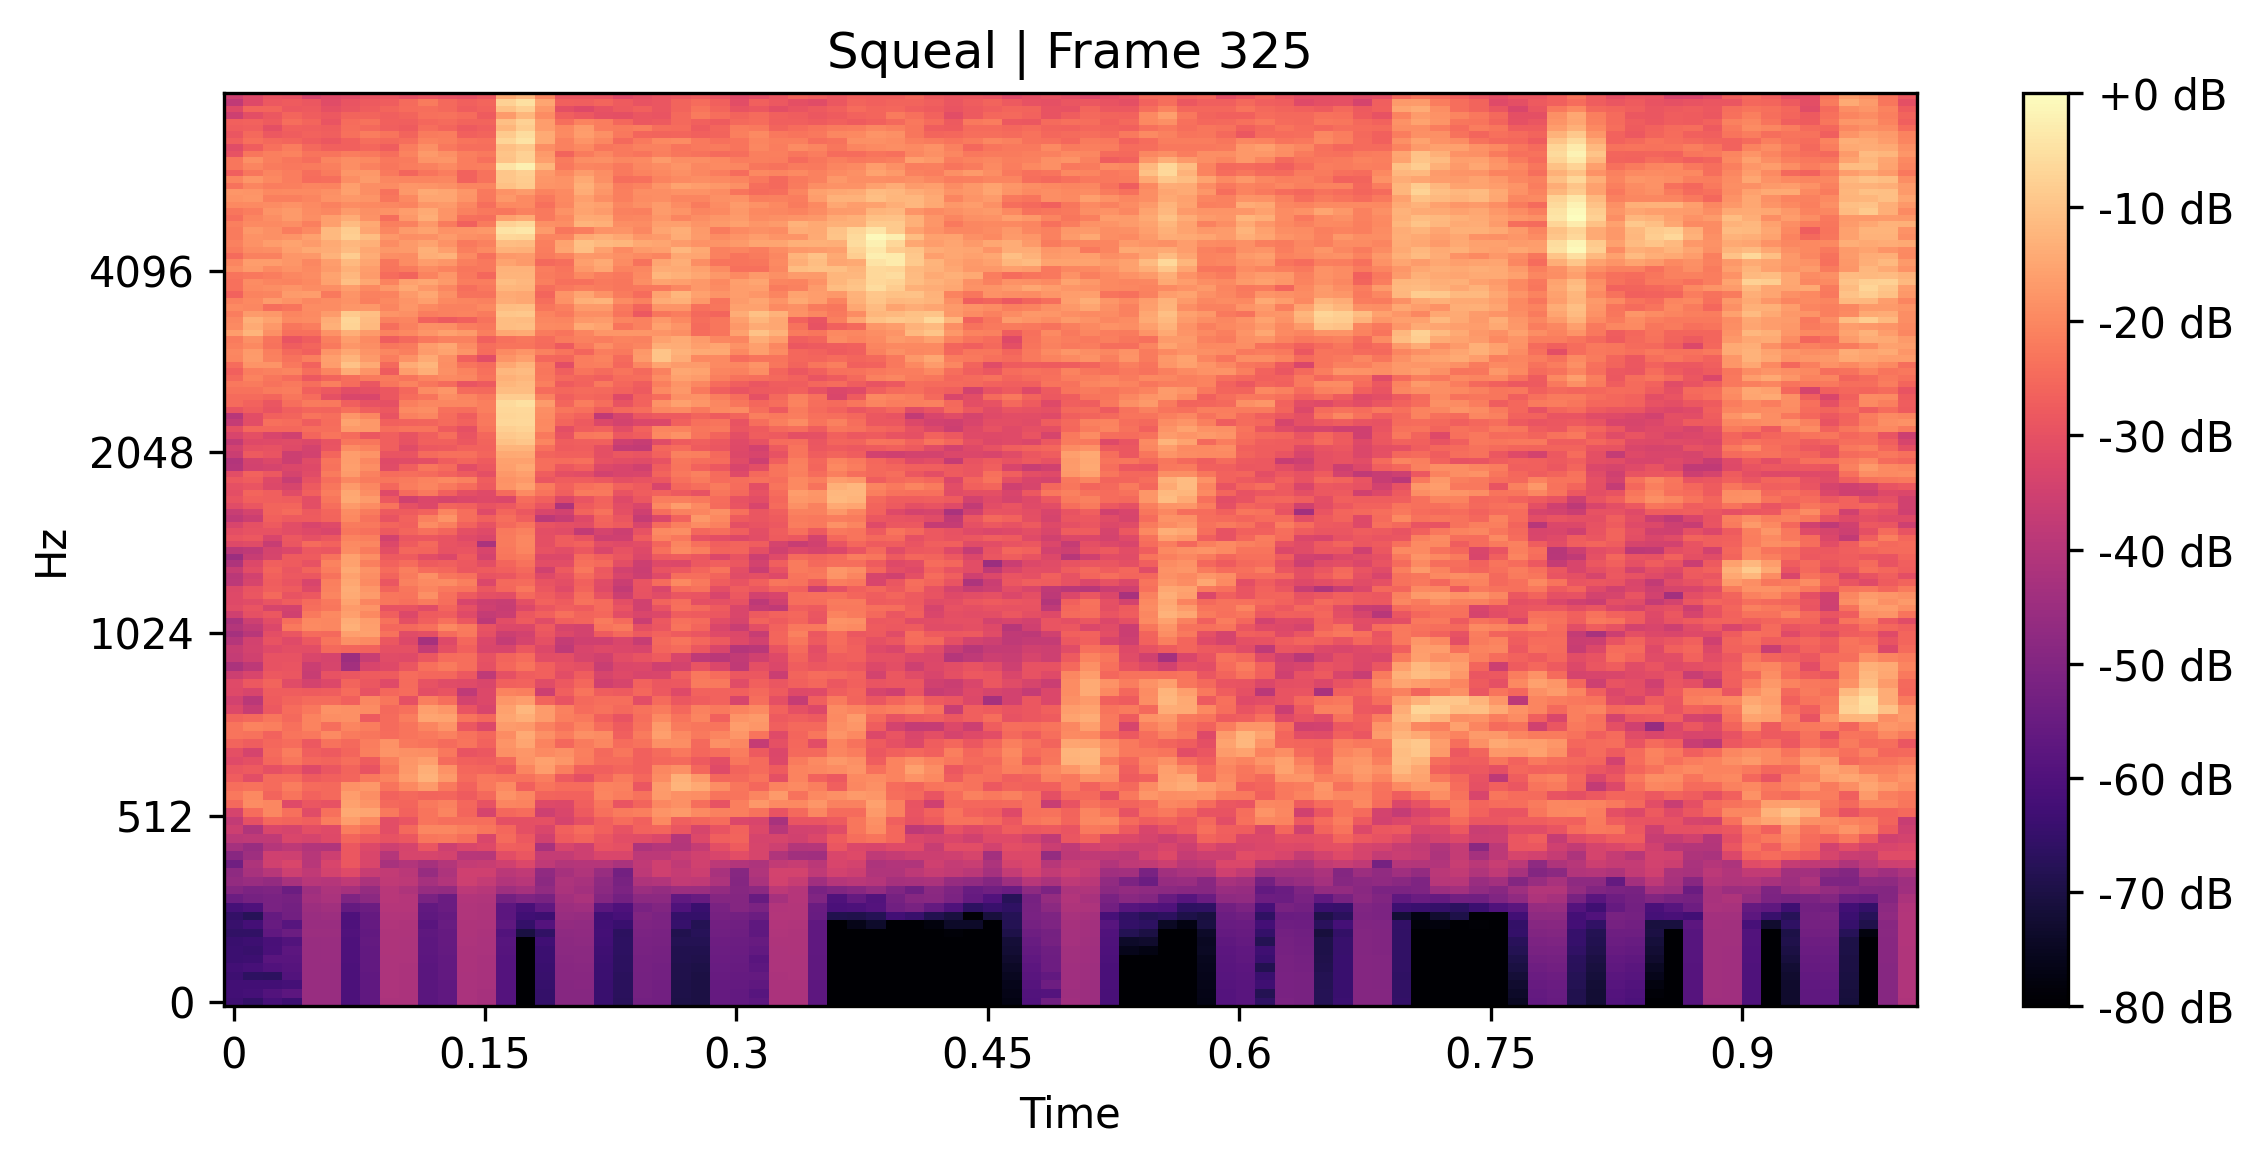 Squeal | Frame 325
+0 dB
-10 dB
-20 dB
-30 dB
-40 dB
-50 dB
-60 dB
-70 dB
-80 dB
4096
2048
1024
512
0
Hz
0 0.15 0.3 0.45 0.6 0.75 0.9
Time